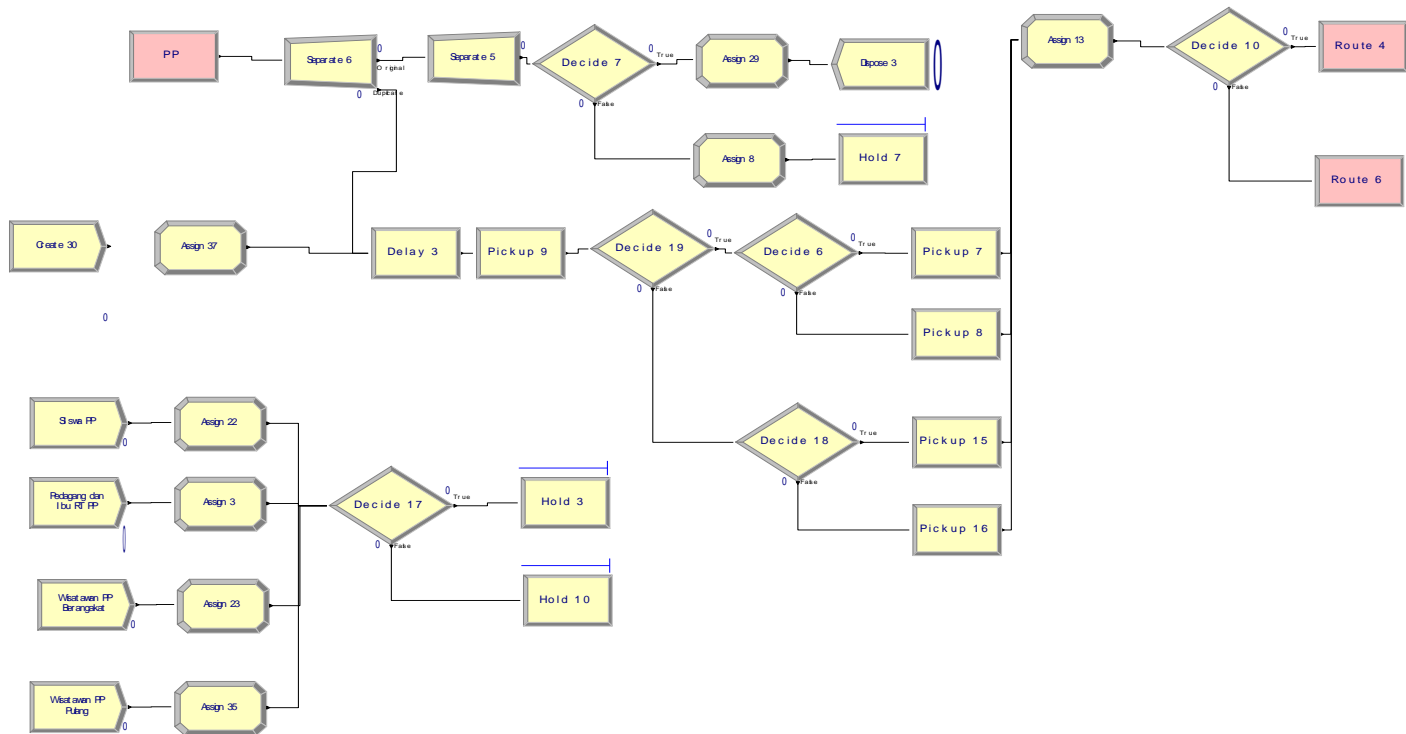 PP
Separate 6
0
Original
0
Duplicate
Separate 5
0
Decide 7
0
True
0
False
Assign 29
Dispose 3
0
Assign 8
Hold 7
Assign 13
Decide 10
0
True
0
False
Route 4
Route 6
Create 30
0
Assign 37
Delay 3
Pickup 9
Decide 19
0
True
0
False
Decide 6
0
True
0
False
Pickup 7
Pickup 8
Decide 18
0
True
0
False
Pickup 15
Pickup 16
Siswa PP
0
Assign 22
Pedagang dan
Ibu RT PP
0
Assign 3
Wisatawan PP
Berangakat
0
Assign 23
Wisatawan PP
Pulang
0
Assign 35
Decide 17
0
True
0
False
Hold 3
Hold 10